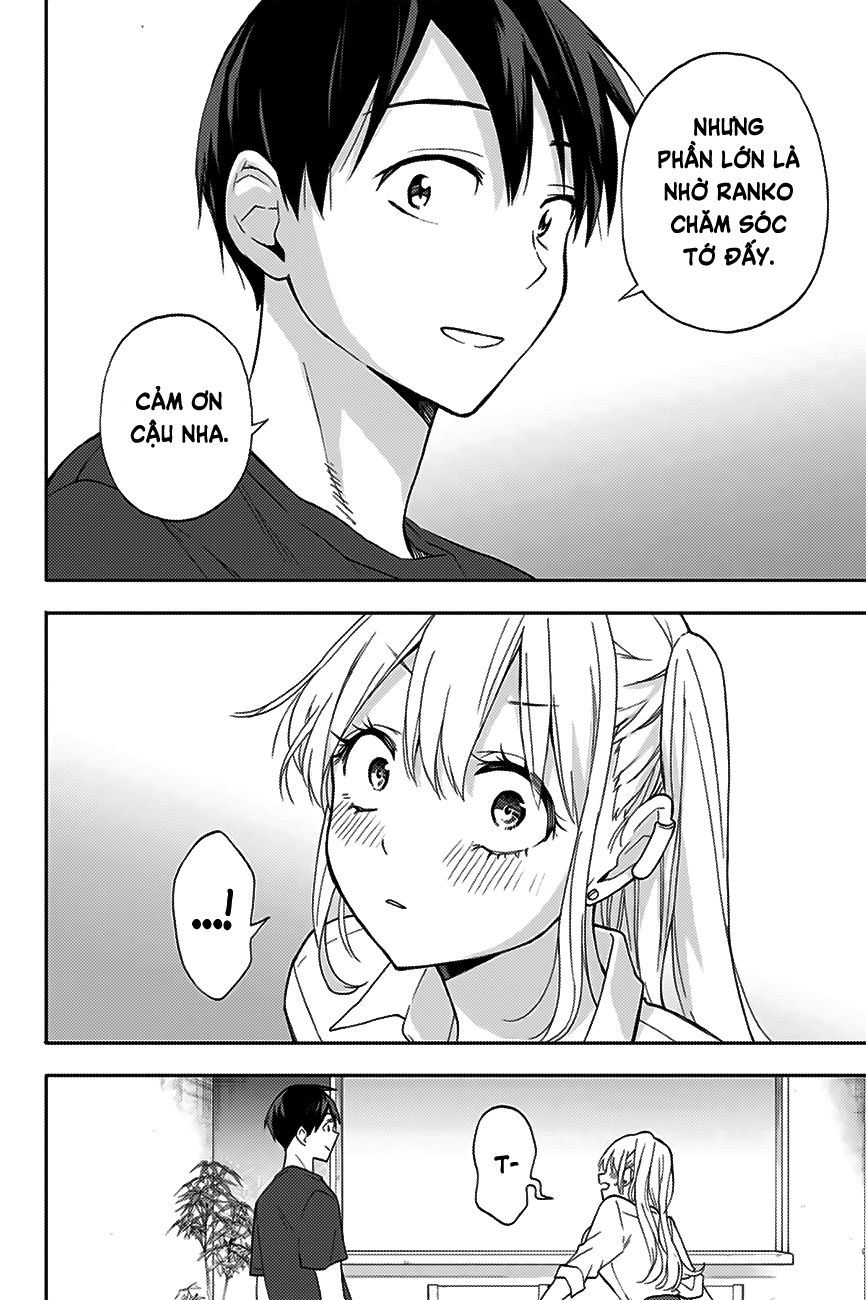 NHƯNG
PHẦN LỚN LÀ
NHỜ RANKO
CHĂM SÓC
TỚ ĐẤY.
CẢM ƠN
CẬU NHA.
....!
T-